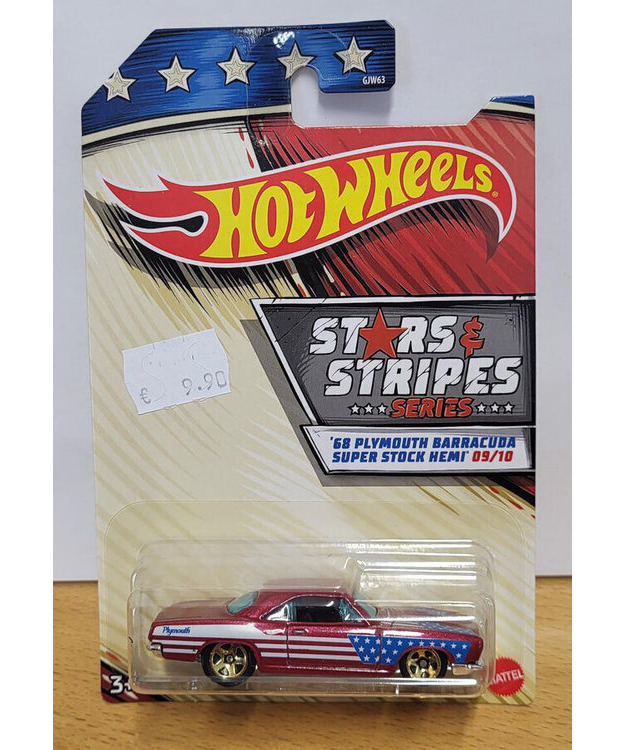 GJW63
HOT WHEELS
®
STARS &
STRIPES
SERIES
'68 PLYMOUTH BARRACUDA
SUPER STOCK HEMI® 09/10
€ 9.90
Plymouth
MATTEL